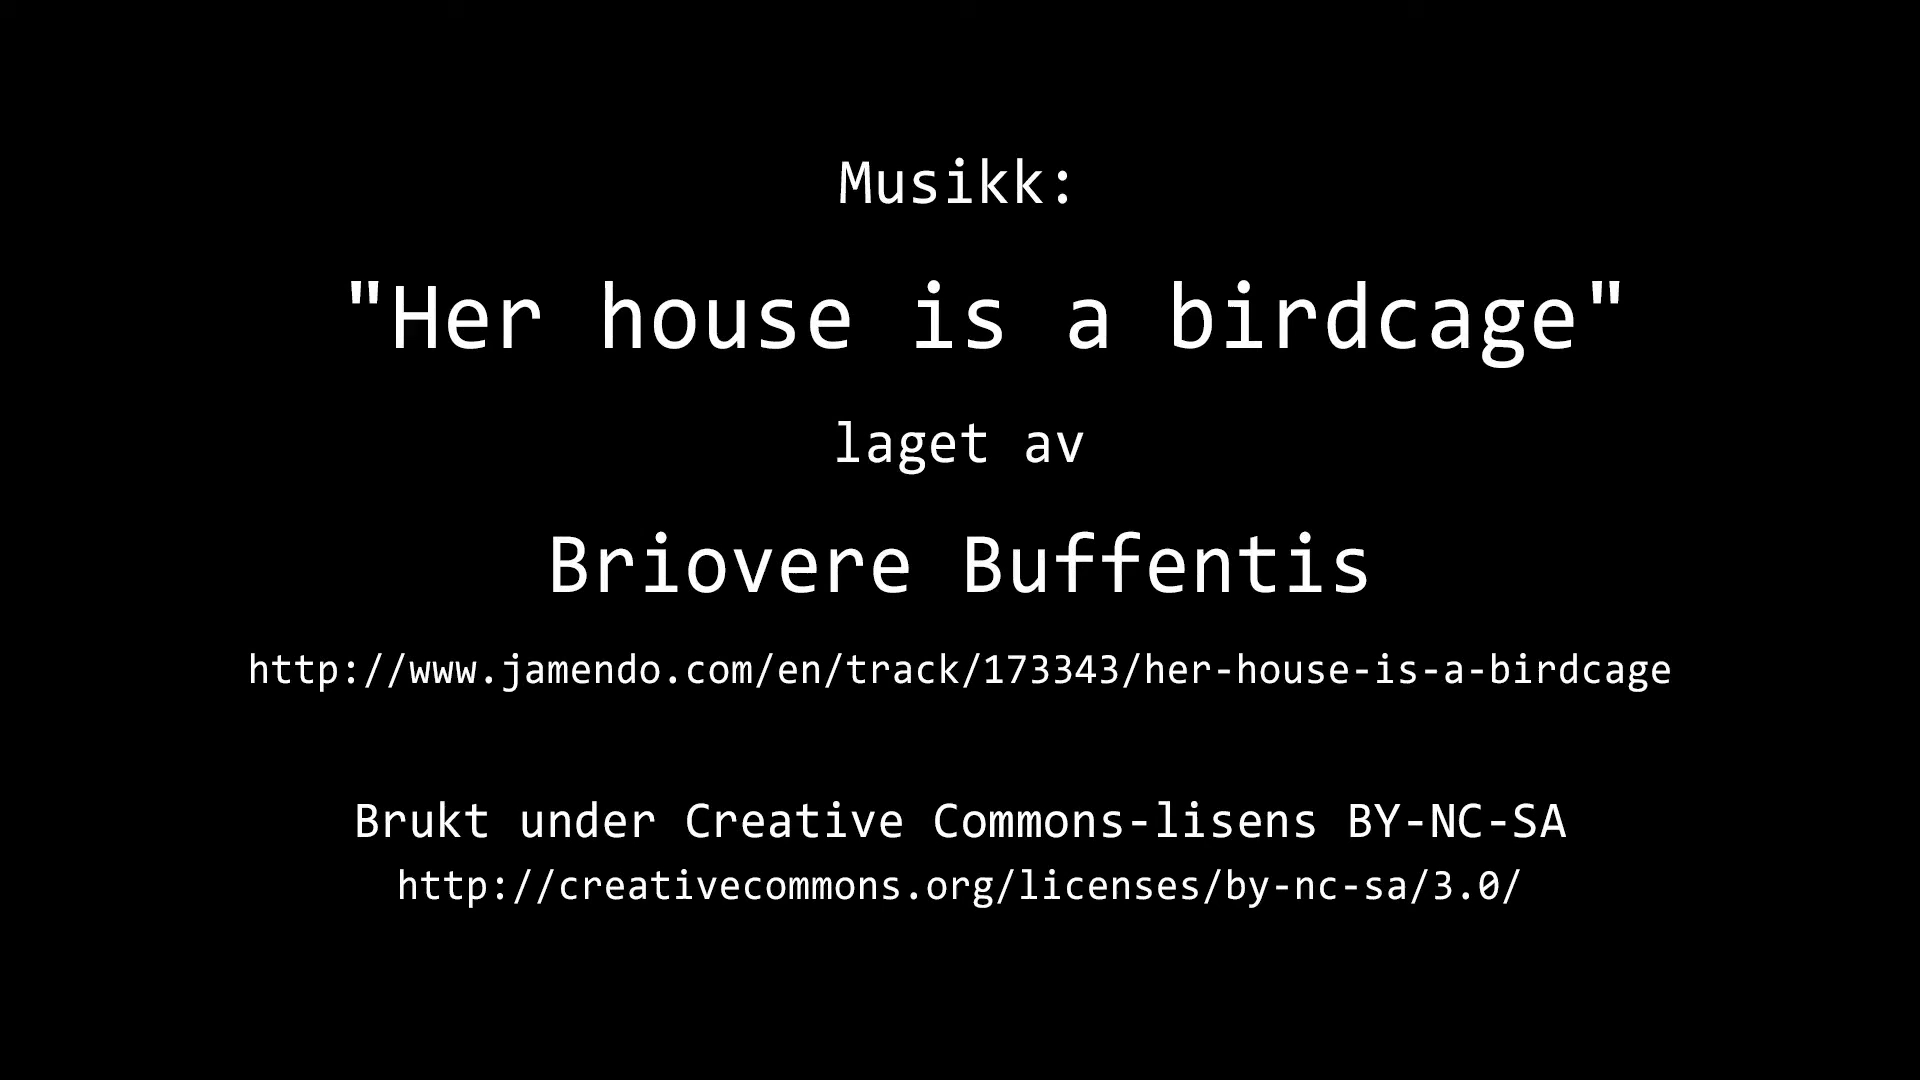 Musikk:
"Her house is a birdcage"
laget av
Briovere Buffentis
http://www.jamendo.com/en/track/173343/her-house-is-a-birdcage
Brukt under Creative Commons-lisens BY-NC-SA
http://creativecommons.org/licenses/by-nc-sa/3.0/